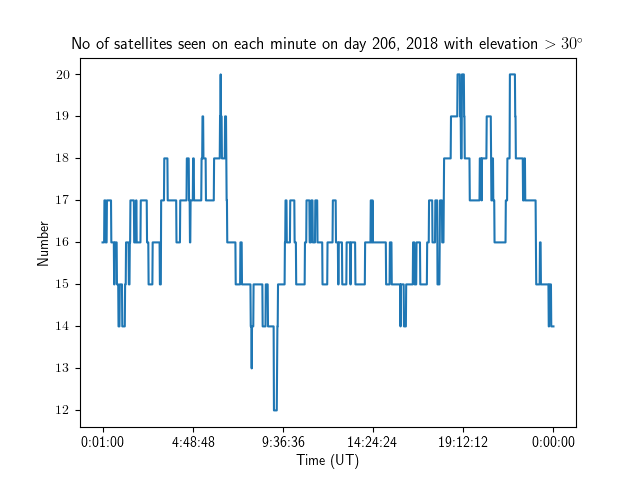 No of satellites seen on each minute on day 206, 2018 with elevation > 30°
20
19
18
17
16
15
14
13
12
Number
0:01:00 4:48:48 9:36:36 14:24:24 19:12:12 0:00:00
Time (UT)